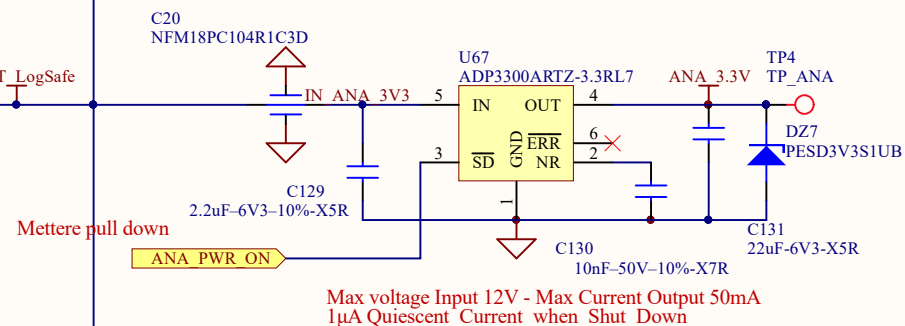 C20
NFM18PC104R1C3D
T_LogSafe
IN_ANA_3V3
U67
ADP3300ARTZ-3.3RL7
5 IN OUT 4
ERR 6
3 SD GND NR 2
1
ANA_3.3V
TP4
TP_ANA
DZ7
PESD3V3S1UB
C129
2.2uF–6V3–10%-X5R
Mettere pull down
ANA_PWR_ON
C130
10nF–50V–10%-X7R
C131
22uF-6V3-X5R
Max voltage Input 12V - Max Current Output 50mA
1µA Quiescent Current when Shut Down